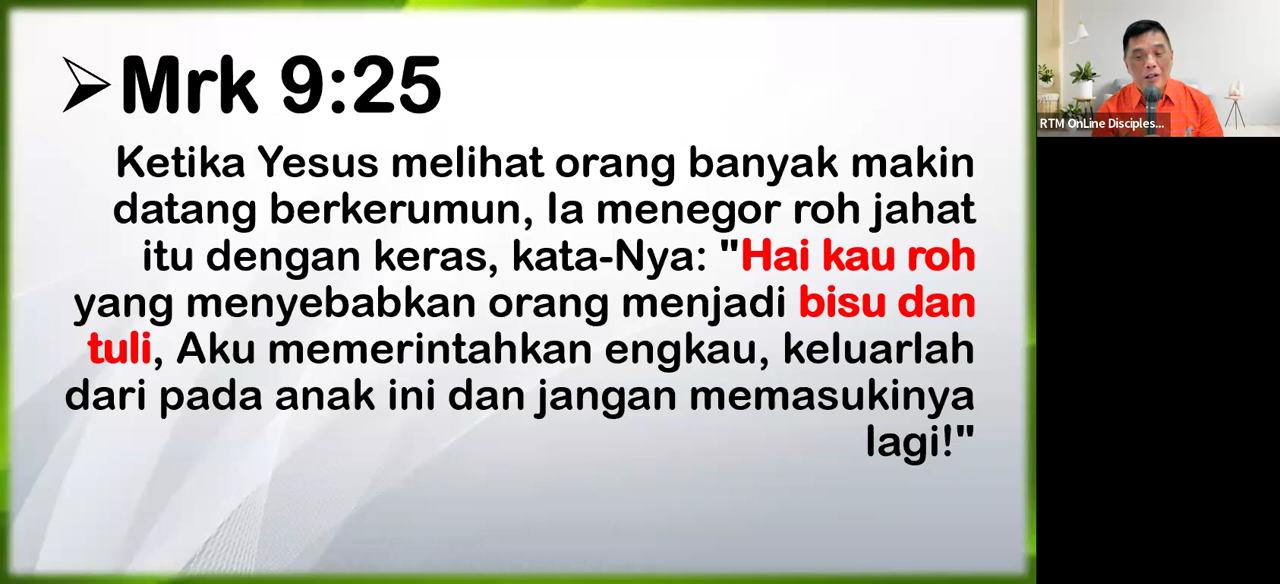 ➢Mrk 9:25
Ketika Yesus melihat orang banyak makin
datang berkerumun, Ia menegor roh jahat
itu dengan keras, kata-Nya: "Hai kau roh
yang menyebabkan orang menjadi bisu dan
tuli, Aku memerintahkan engkau, keluarlah
dari pada anak ini dan jangan memasukinya
lagi!"
RTM OnLine Disciples...